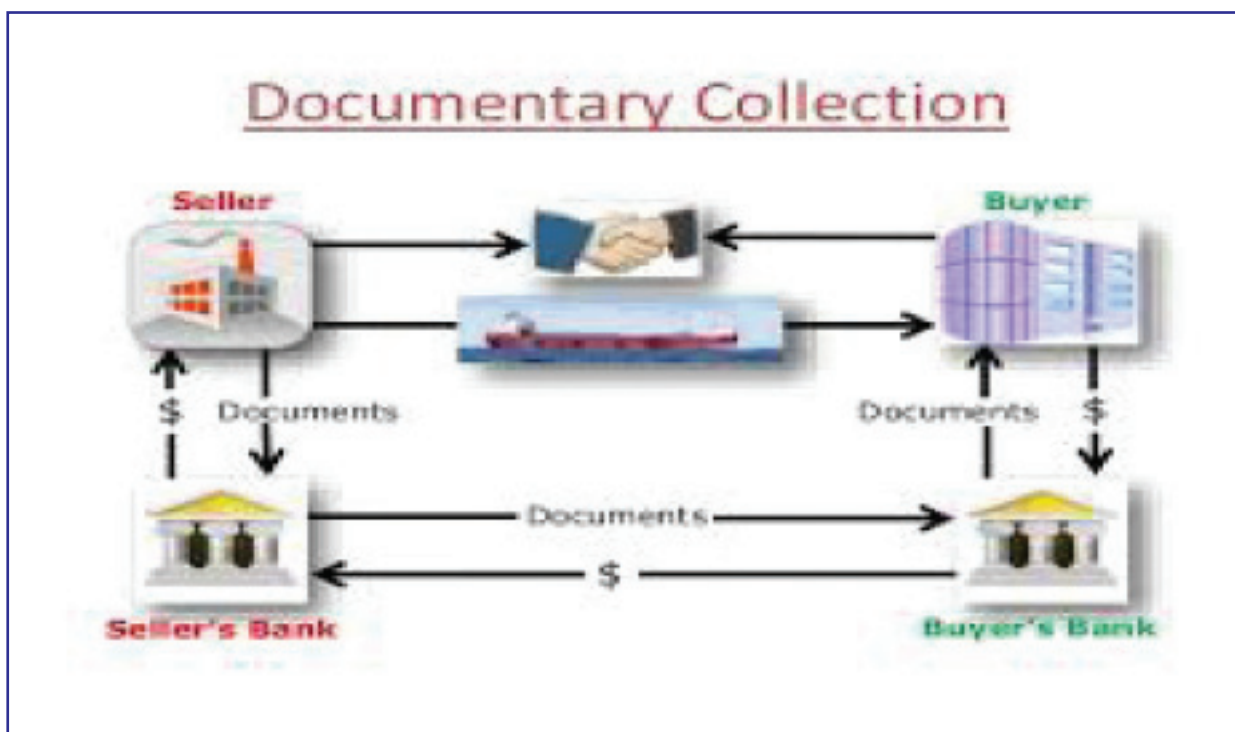 Documentary Collection
Seller
Buyer
$ Documents
Documents $
Documents
$
Seller's Bank
Buyer's Bank